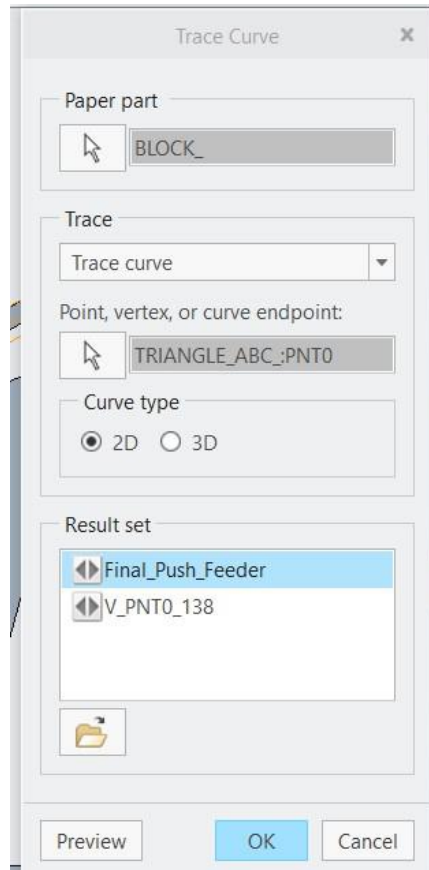 Trace Curve
Paper part
BLOCK_
Trace
Trace curve
Point, vertex, or curve endpoint:
TRIANGLE_ABC_:PNT0
Curve type
2D 3D
Result set
Final_Push_Feeder
V_PNT0_138
Preview OK Cancel